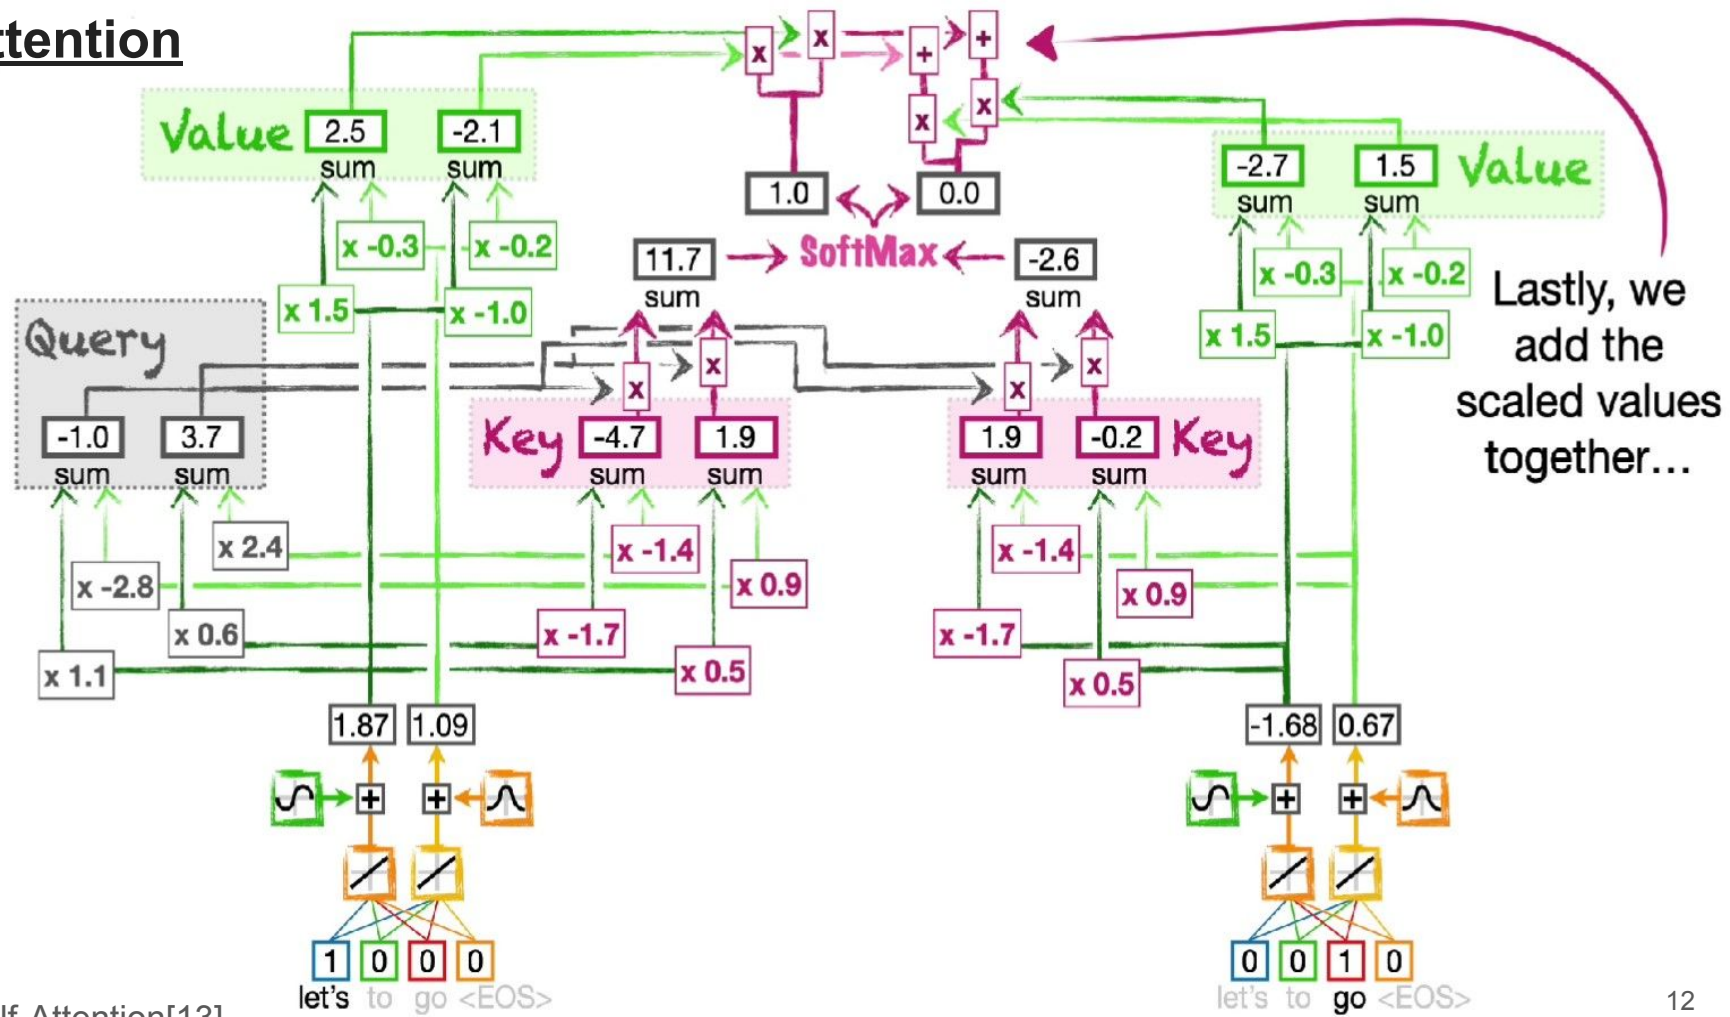 ttention
x x + +
x x
Value 2.5 -2.1
sum sum
1.0 0.0
-2.7 1.5 Value
sum sum
x -0.3 x -0.2
11.7 SoftMax -2.6
sum sum
x -0.3 x -0.2
x 1.5 x -1.0
x 1.5 x -1.0
Lastly, we
add the
scaled values
together...
Query
x x x x
-1.0 3.7
sum sum
Key -4.7 1.9
sum sum
1.9 -0.2 Key
sum sum
x 2.4 x -1.4 x -1.4
x -2.8 x 0.9 x 0.9
x 0.6 x -1.7 x -1.7
x 1.1 x 0.5 x 0.5
1.87 1.09 -1.68 0.67
+ + + +
1 0 0 0 0 0 1 0
let's to go <EOS> let's to go <EOS>
lf-Attention[13] 12